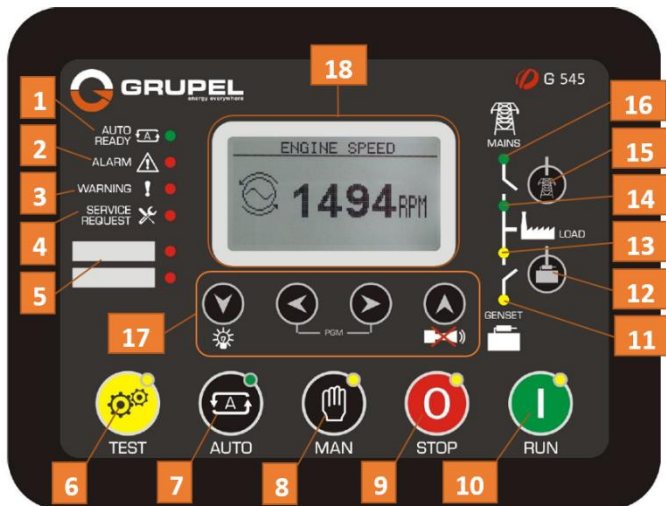 18
GRUPEL
energy everywhere
G 545
1
16
AUTO
READY
A
MAINS
2
ALARM
ENGINE SPEED
15
3
WARNING
1494 RPM
14
SERVICE
REQUEST
LOAD
13
4
12
5
17
PGM
GENSET
11
A
TEST
AUTO
MAN
STOP
RUN
6
7
8
9
10